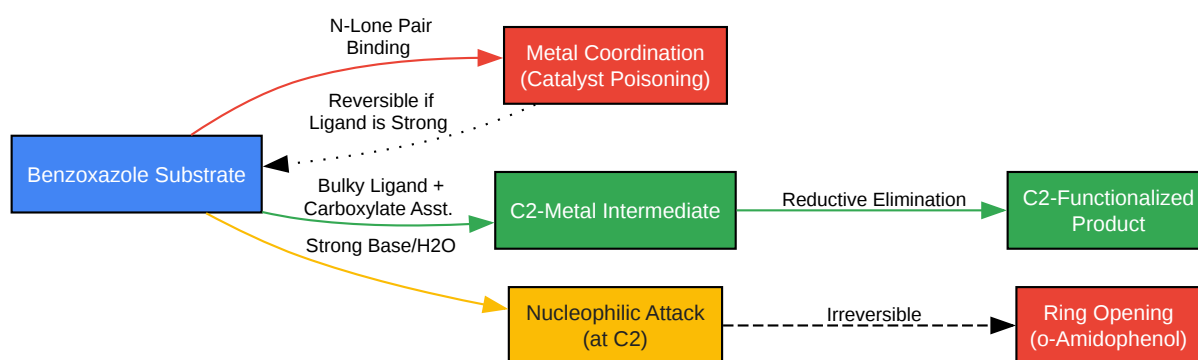 N-Lone Pair
Binding
Metal Coordination
(Catalyst Poisoning)
Reversible if
Ligand is Strong
Benzoxazole Substrate
Bulky Ligand +
Carboxylate Asst.
C2-Metal Intermediate
Reductive Elimination
C2-Functionalized
Product
Strong Base/H2O
Nucleophilic Attack
(at C2)
Irreversible
Ring Opening
(o-Amidophenol)